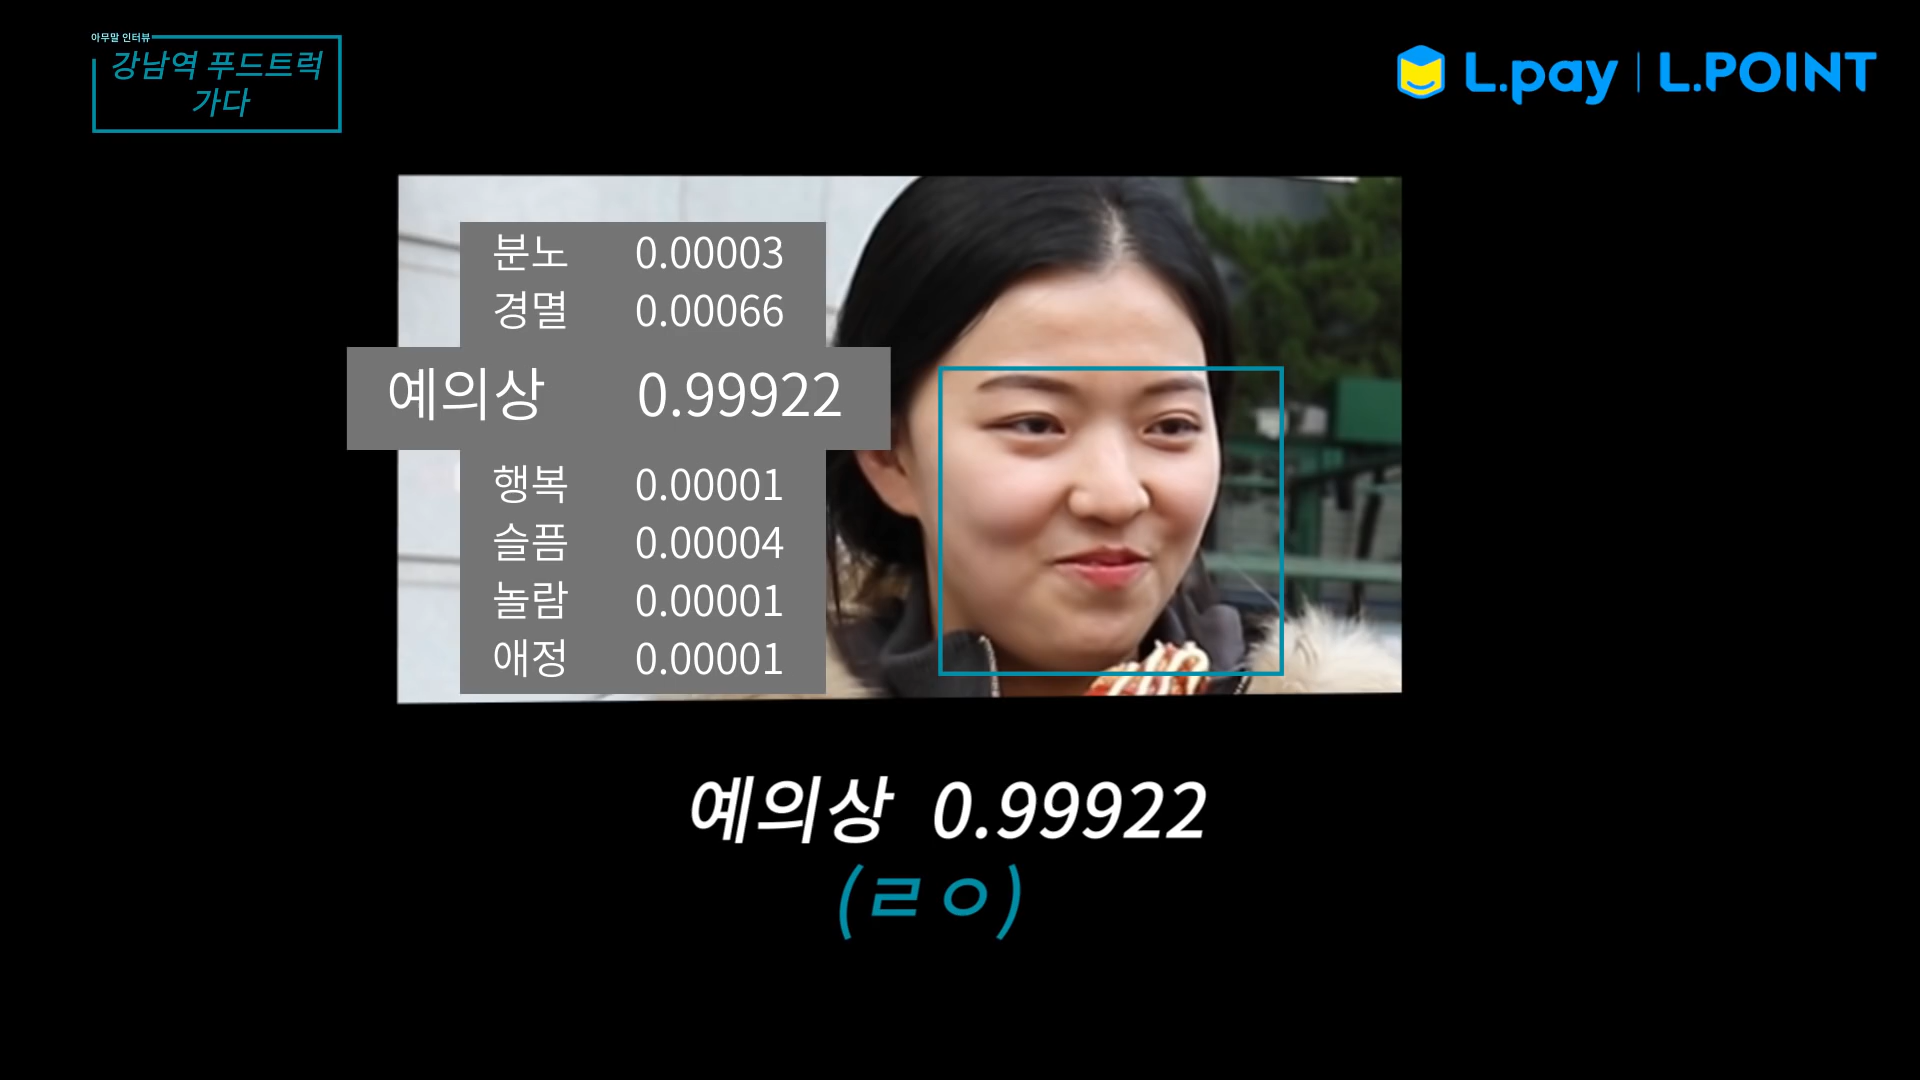 아무말 인터뷰
강남역 푸드트럭
가다
L.pay | L.POINT
분노 0.00003
경멸 0.00066
예의상 0.99922
행복 0.00001
슬픔 0.00004
놀람 0.00001
애정 0.00001
예의상 0.99922
(ㄹㅇ)